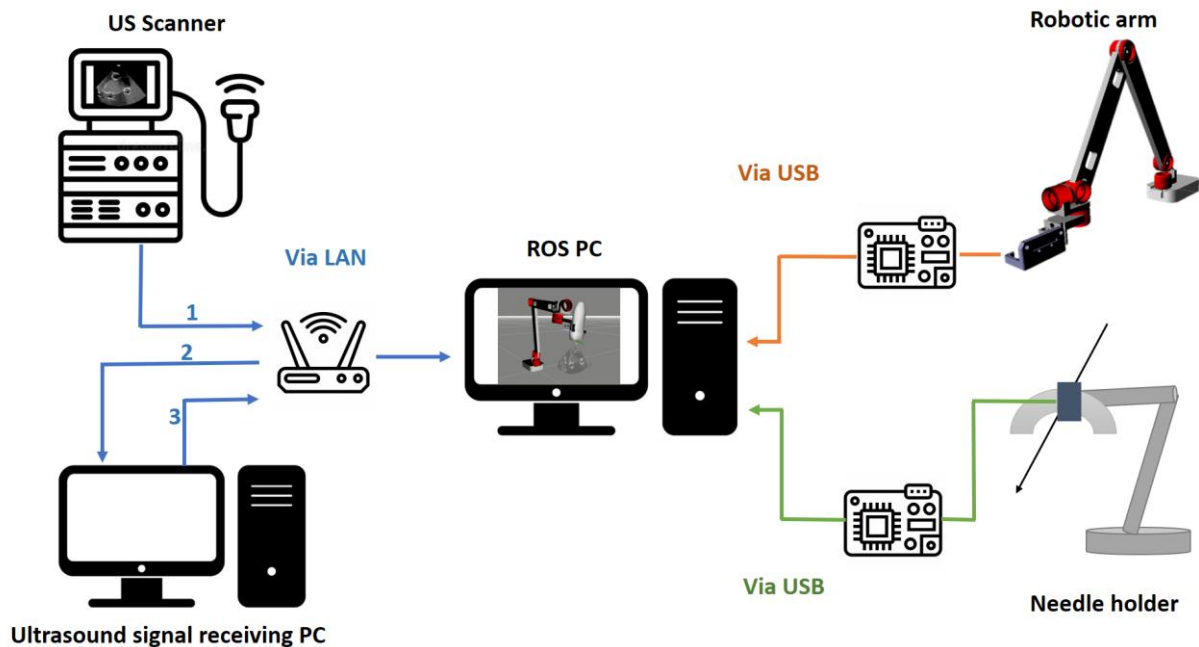 US Scanner
Robotic arm
Via USB
Via LAN
ROS PC
1
2
3
Via USB
Needle holder
Ultrasound signal receiving PC